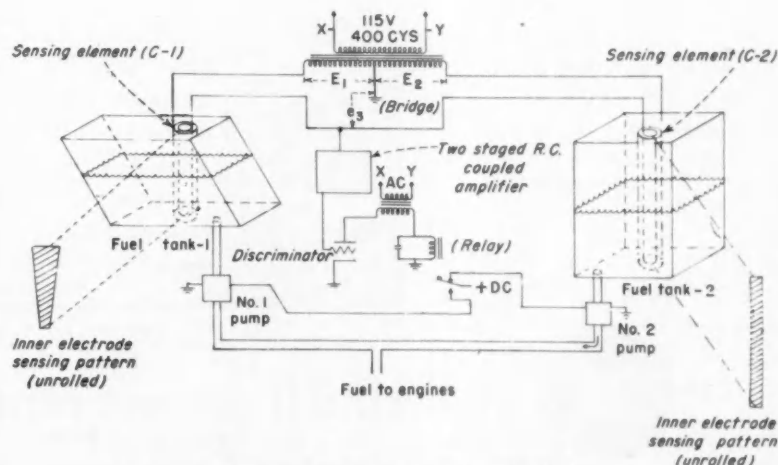 X
115V
400 CYS
Y
Sensing element (C-1)
Sensing element (C-2)
E1
E2
e3
(Bridge)
Two staged R.C.
coupled
amplifier
X
Y
AC
Fuel tank-1
Discriminator
(Relay)
Fuel tank-2
+DC
No. 1
pump
No. 2
pump
Inner electrode
sensing pattern
(unrolled)
Fuel to engines
Inner electrode
sensing pattern
(unrolled)